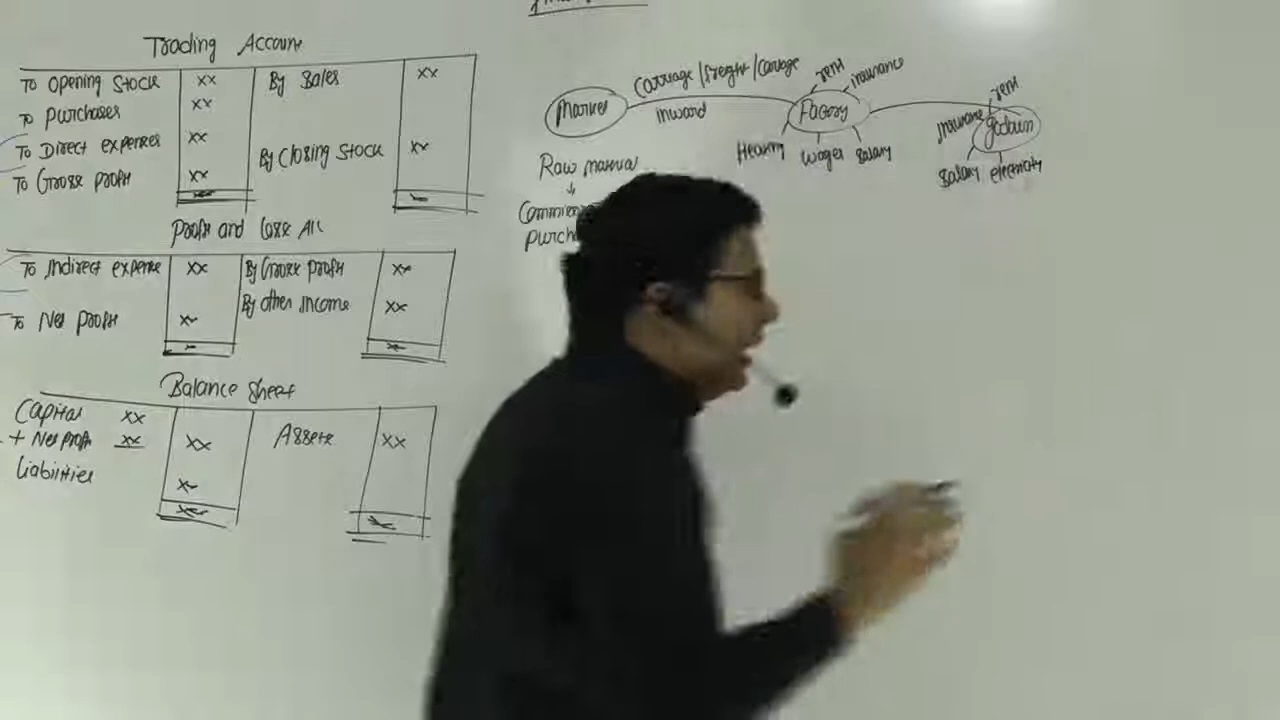 Trading Account
To Opening Stock xx By Sales xx
To Purchases xx
To Direct expenses xx By Closing Stock xx
To Gross profit xx
Profit and Loss A/c
To Indirect expense xx By Gross profit xx
By other Income xx
To Net profit xx
Balance Sheet
Capital xx
+ Net profit xx xx Assets xx
Liabilities xx
Carriage/freight/cartage
Market Inward Factory
rent insurance
Heating wages salary
godown
insurance rent
salary electricity
Raw material
↓